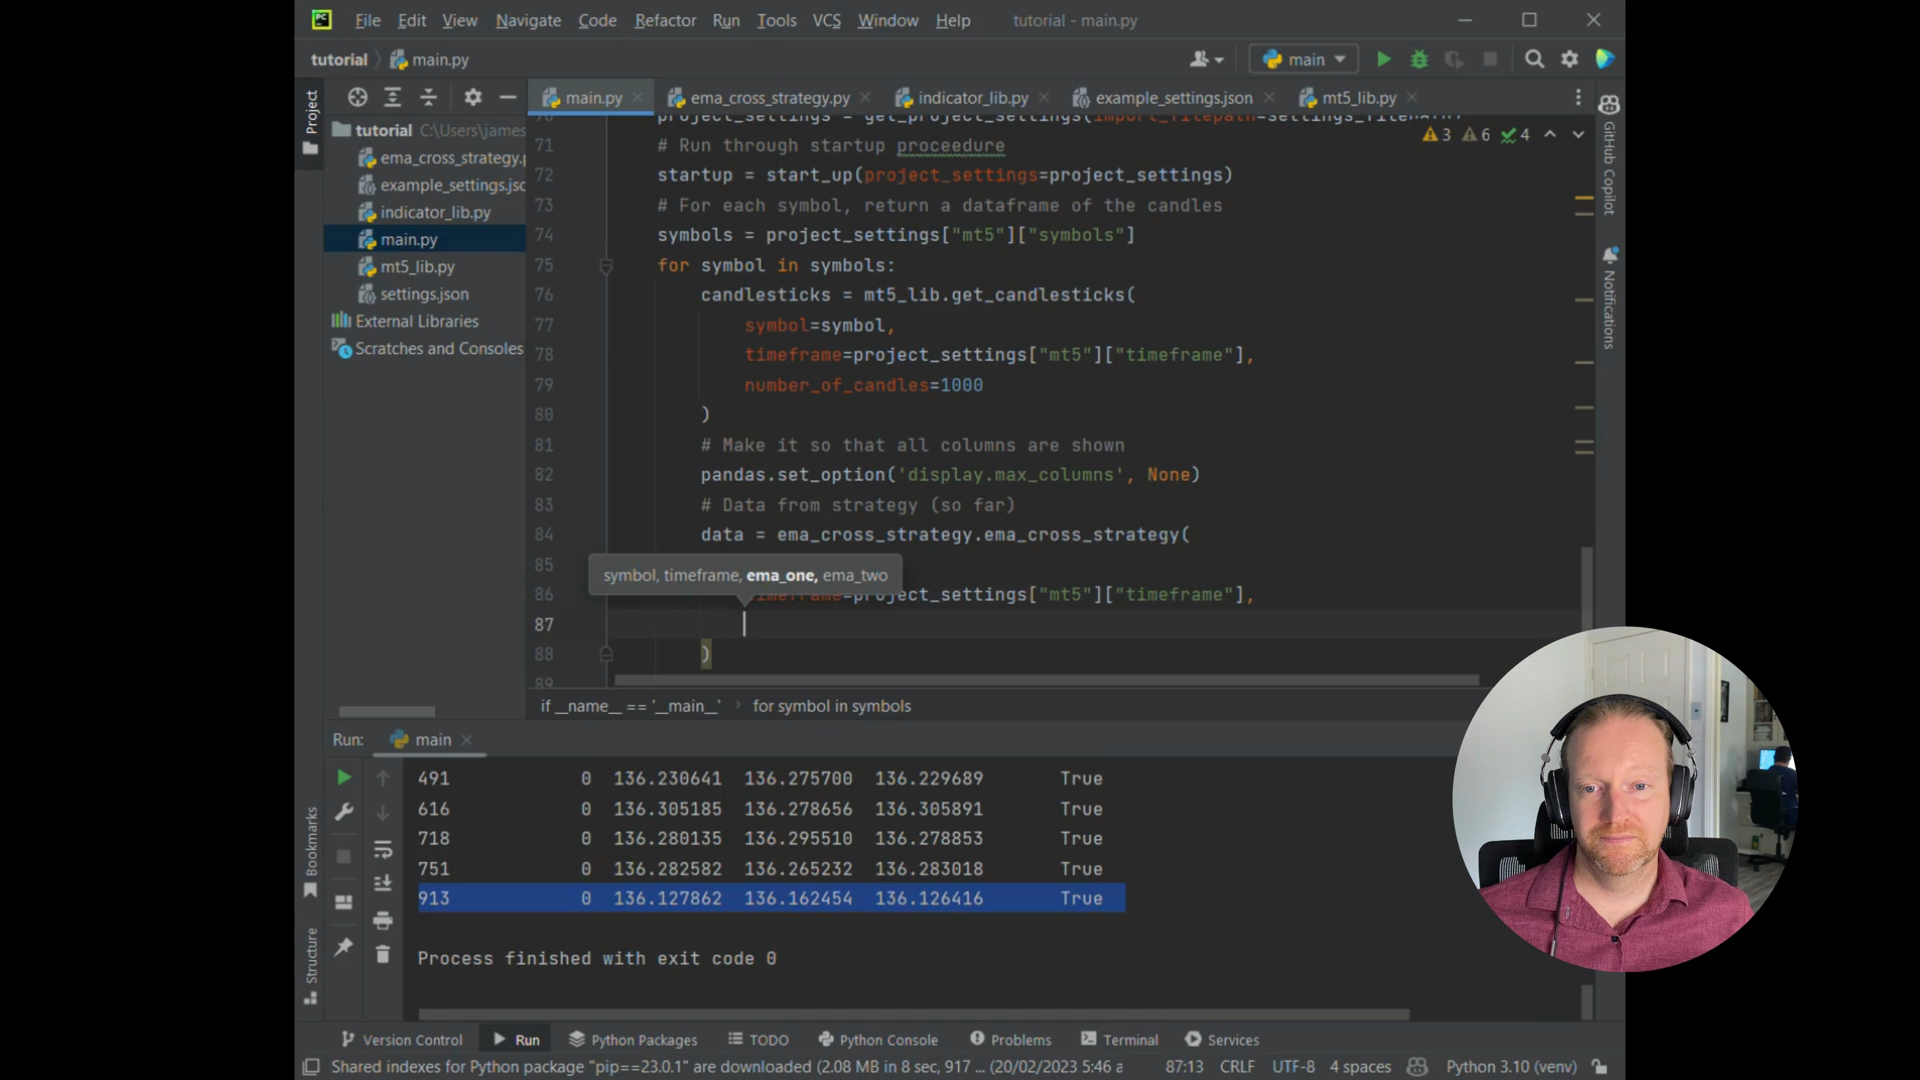 File Edit View Navigate Code Refactor Run Tools VCS Window Help tutorial - main.py
tutorial main.py main
main.py ema_cross_strategy.py indicator_lib.py example_settings.json mt5_lib.py
Project
tutorial C:\Users\james
ema_cross_strategy.p
example_settings.jsc
indicator_lib.py
main.py
mt5_lib.py
settings.json
External Libraries
Scratches and Consoles
project_settings = get_project_settings(
3 6 4
71 # Run through startup proceedure
72 startup = start_up(project_settings=project_settings)
73 # For each symbol, return a dataframe of the candles
74 symbols = project_settings["mt5"]["symbols"]
75 for symbol in symbols:
76 candlesticks = mt5_lib.get_candlesticks(
77 symbol=symbol,
78 timeframe=project_settings["mt5"]["timeframe"],
79 number_of_candles=1000
80 )
81 # Make it so that all columns are shown
82 pandas.set_option('display.max_columns', None)
83 # Data from strategy (so far)
84 data = ema_cross_strategy.ema_cross_strategy(
85
symbol, timeframe, ema_one, ema_two
86 timeframe=project_settings["mt5"]["timeframe"],
87
88 )
89
if __name__ == '__main__' for symbol in symbols
GitHub Copilot
Notifications
Run: main
491 0 136.230641 136.275700 136.229689 True
616 0 136.305185 136.278656 136.305891 True
718 0 136.280135 136.295510 136.278853 True
751 0 136.282582 136.265232 136.283018 True
913 0 136.127862 136.162454 136.126416 True
Process finished with exit code 0
Bookmarks
Structure
Version Control Run Python Packages TODO Python Console Problems Terminal Services
Shared indexes for Python package "pip==23.0.1" are downloaded (2.08 MB in 8 sec, 917 ... (20/02/2023 5:46 a 87:13 CRLF UTF-8 4 spaces Python 3.10 (venv)